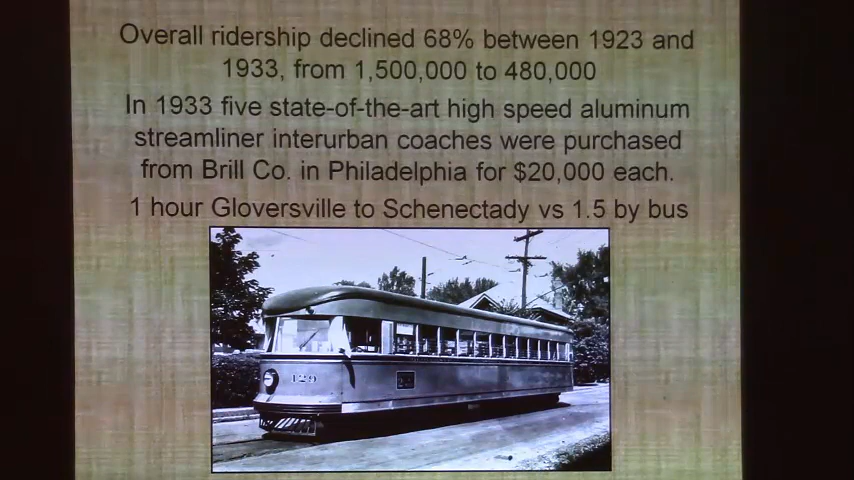 Overall ridership declined 68% between 1923 and
1933, from 1,500,000 to 480,000
In 1933 five state-of-the-art high speed aluminum
streamliner interurban coaches were purchased
from Brill Co. in Philadelphia for $20,000 each.
1 hour Gloversville to Schenectady vs 1.5 by bus
129